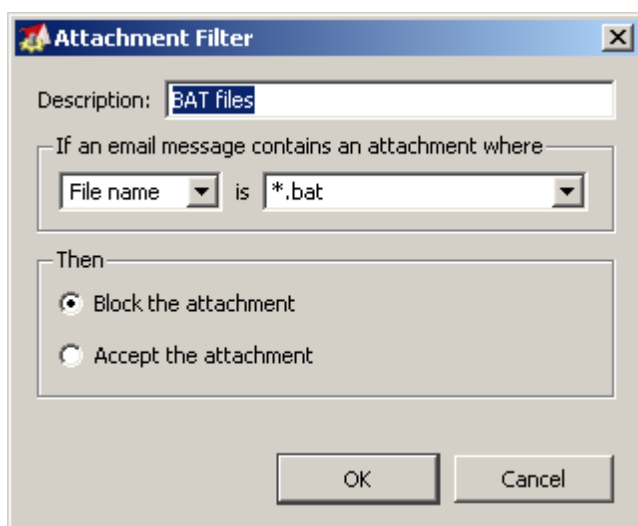 Attachment Filter
Description: BAT files
If an email message contains an attachment where
File name is *.bat
Then
Block the attachment
Accept the attachment
OK Cancel